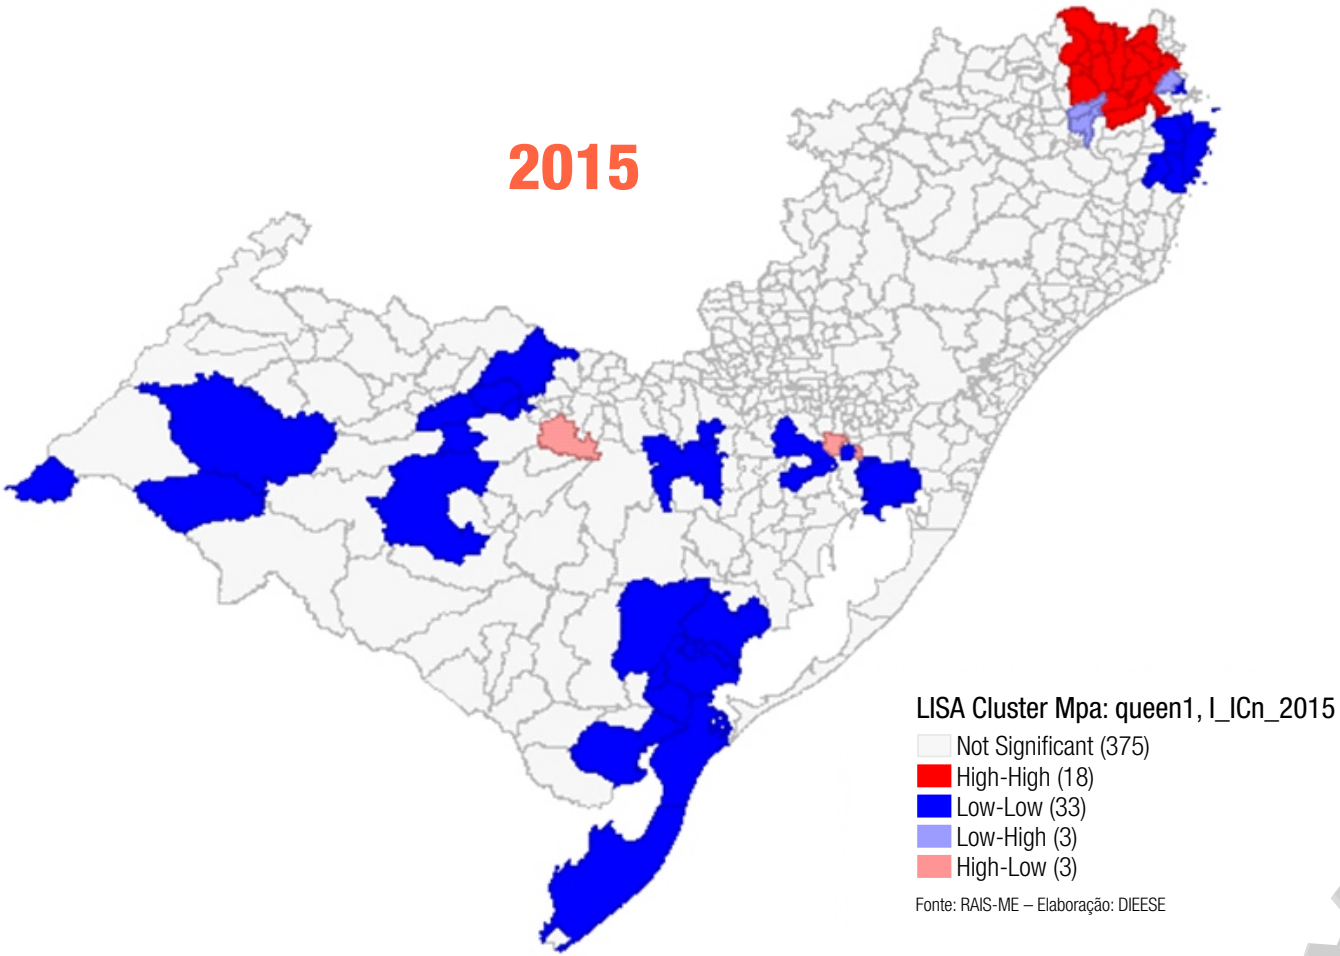 2015
LISA Cluster Mpa: queen1, I_ICn_2015
Not Significant (375)
High-High (18)
Low-Low (33)
Low-High (3)
High-Low (3)
Fonte: RAIS-ME – Elaboração: DIEESE